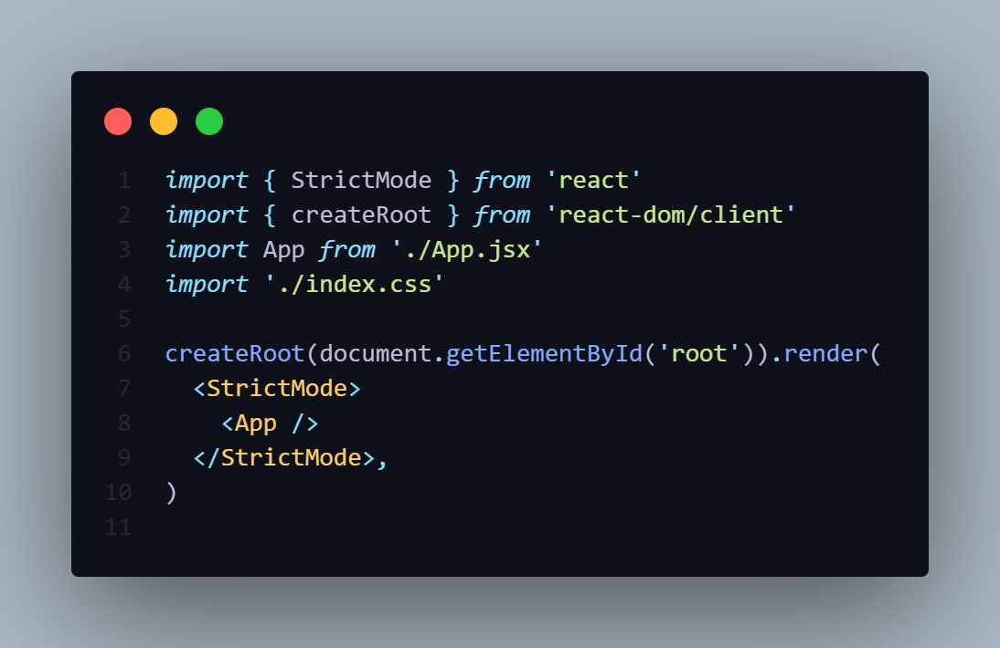 1 import { StrictMode } from 'react'
2 import { createRoot } from 'react-dom/client'
3 import App from './App.jsx'
4 import './index.css'
5
6 createRoot(document.getElementById('root')).render(
7   <StrictMode>
8     <App />
9   </StrictMode>,
10 )
11